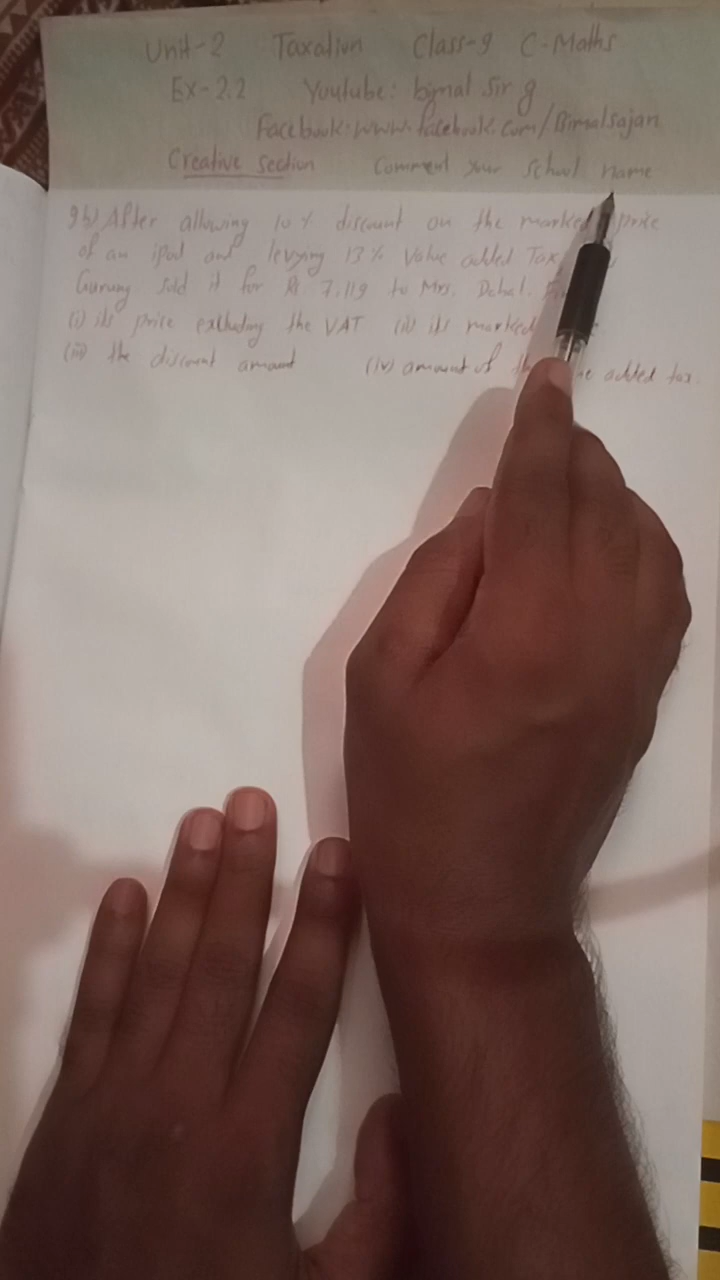 Unit-2 Taxation Class-9 C-Maths
Ex-2.2 Youtube: bjmal sir g
Facebook:www.facebook.com/Bimalsajan
Creative section Comment your school name
9b) After allowing 10% discount on the marked price
of an ipod and levying 13% Value added Tax,
Gurung sold it for Rs 7,119 to Mrs. Dahal.
(i) its price excluding the VAT (ii) its marked
(iii) the discount amount (iv) amount of added tax